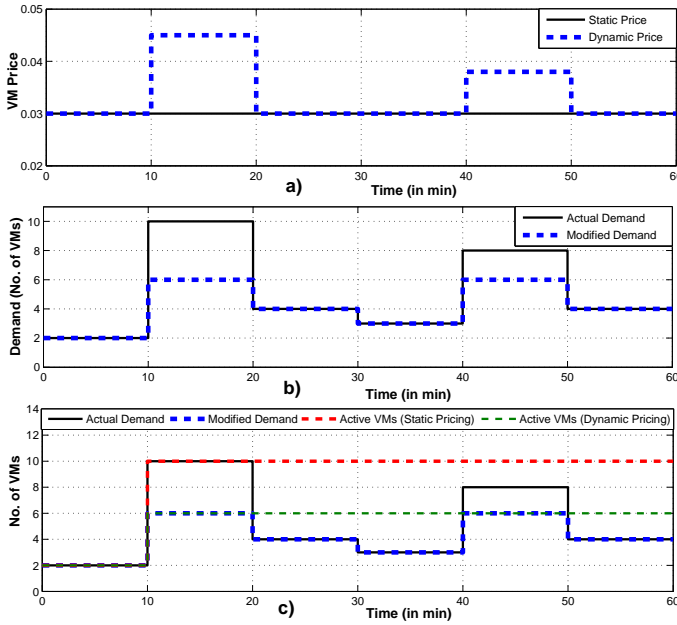 0.05
0.04
0.03
0.02
VM Price
Static Price
Dynamic Price
0 10 20 30 40 50 60
Time (in min)
a)
10
8
6
4
2
0
Demand (No. of VMs)
Actual Demand
Modified Demand
0 10 20 30 40 50 60
Time (in min)
b)
14
12
10
8
6
4
2
0
No. of VMs
Actual Demand Modified Demand Active VMs (Static Pricing) Active VMs (Dynamic Pricing)
0 10 20 30 40 50 60
Time (in min)
c)